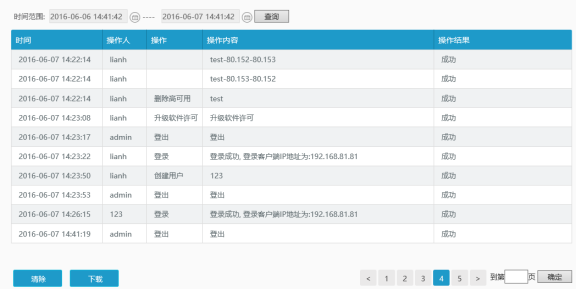 时间范围: 2016-06-06 14:41:42 ---- 2016-06-07 14:41:42 查询
时间 操作人 操作 操作内容 操作结果
2016-06-07 14:22:14 lianh test-80.152-80.153 成功
2016-06-07 14:22:14 lianh test-80.153-80.152 成功
2016-06-07 14:22:14 lianh 删除高可用 test 成功
2016-06-07 14:23:08 lianh 升级软件许可 升级软件许可 成功
2016-06-07 14:23:17 admin 登出 登出 成功
2016-06-07 14:23:22 lianh 登录 登录成功, 登录客户端IP地址为:192.168.81.81 成功
2016-06-07 14:23:50 lianh 创建用户 123 成功
2016-06-07 14:23:53 admin 登出 登出 成功
2016-06-07 14:26:15 123 登录 登录成功, 登录客户端IP地址为:192.168.81.81 成功
2016-06-07 14:41:19 admin 登出 登出 成功
清除 下载 < 1 2 3 4 5 > 到第 页 确定